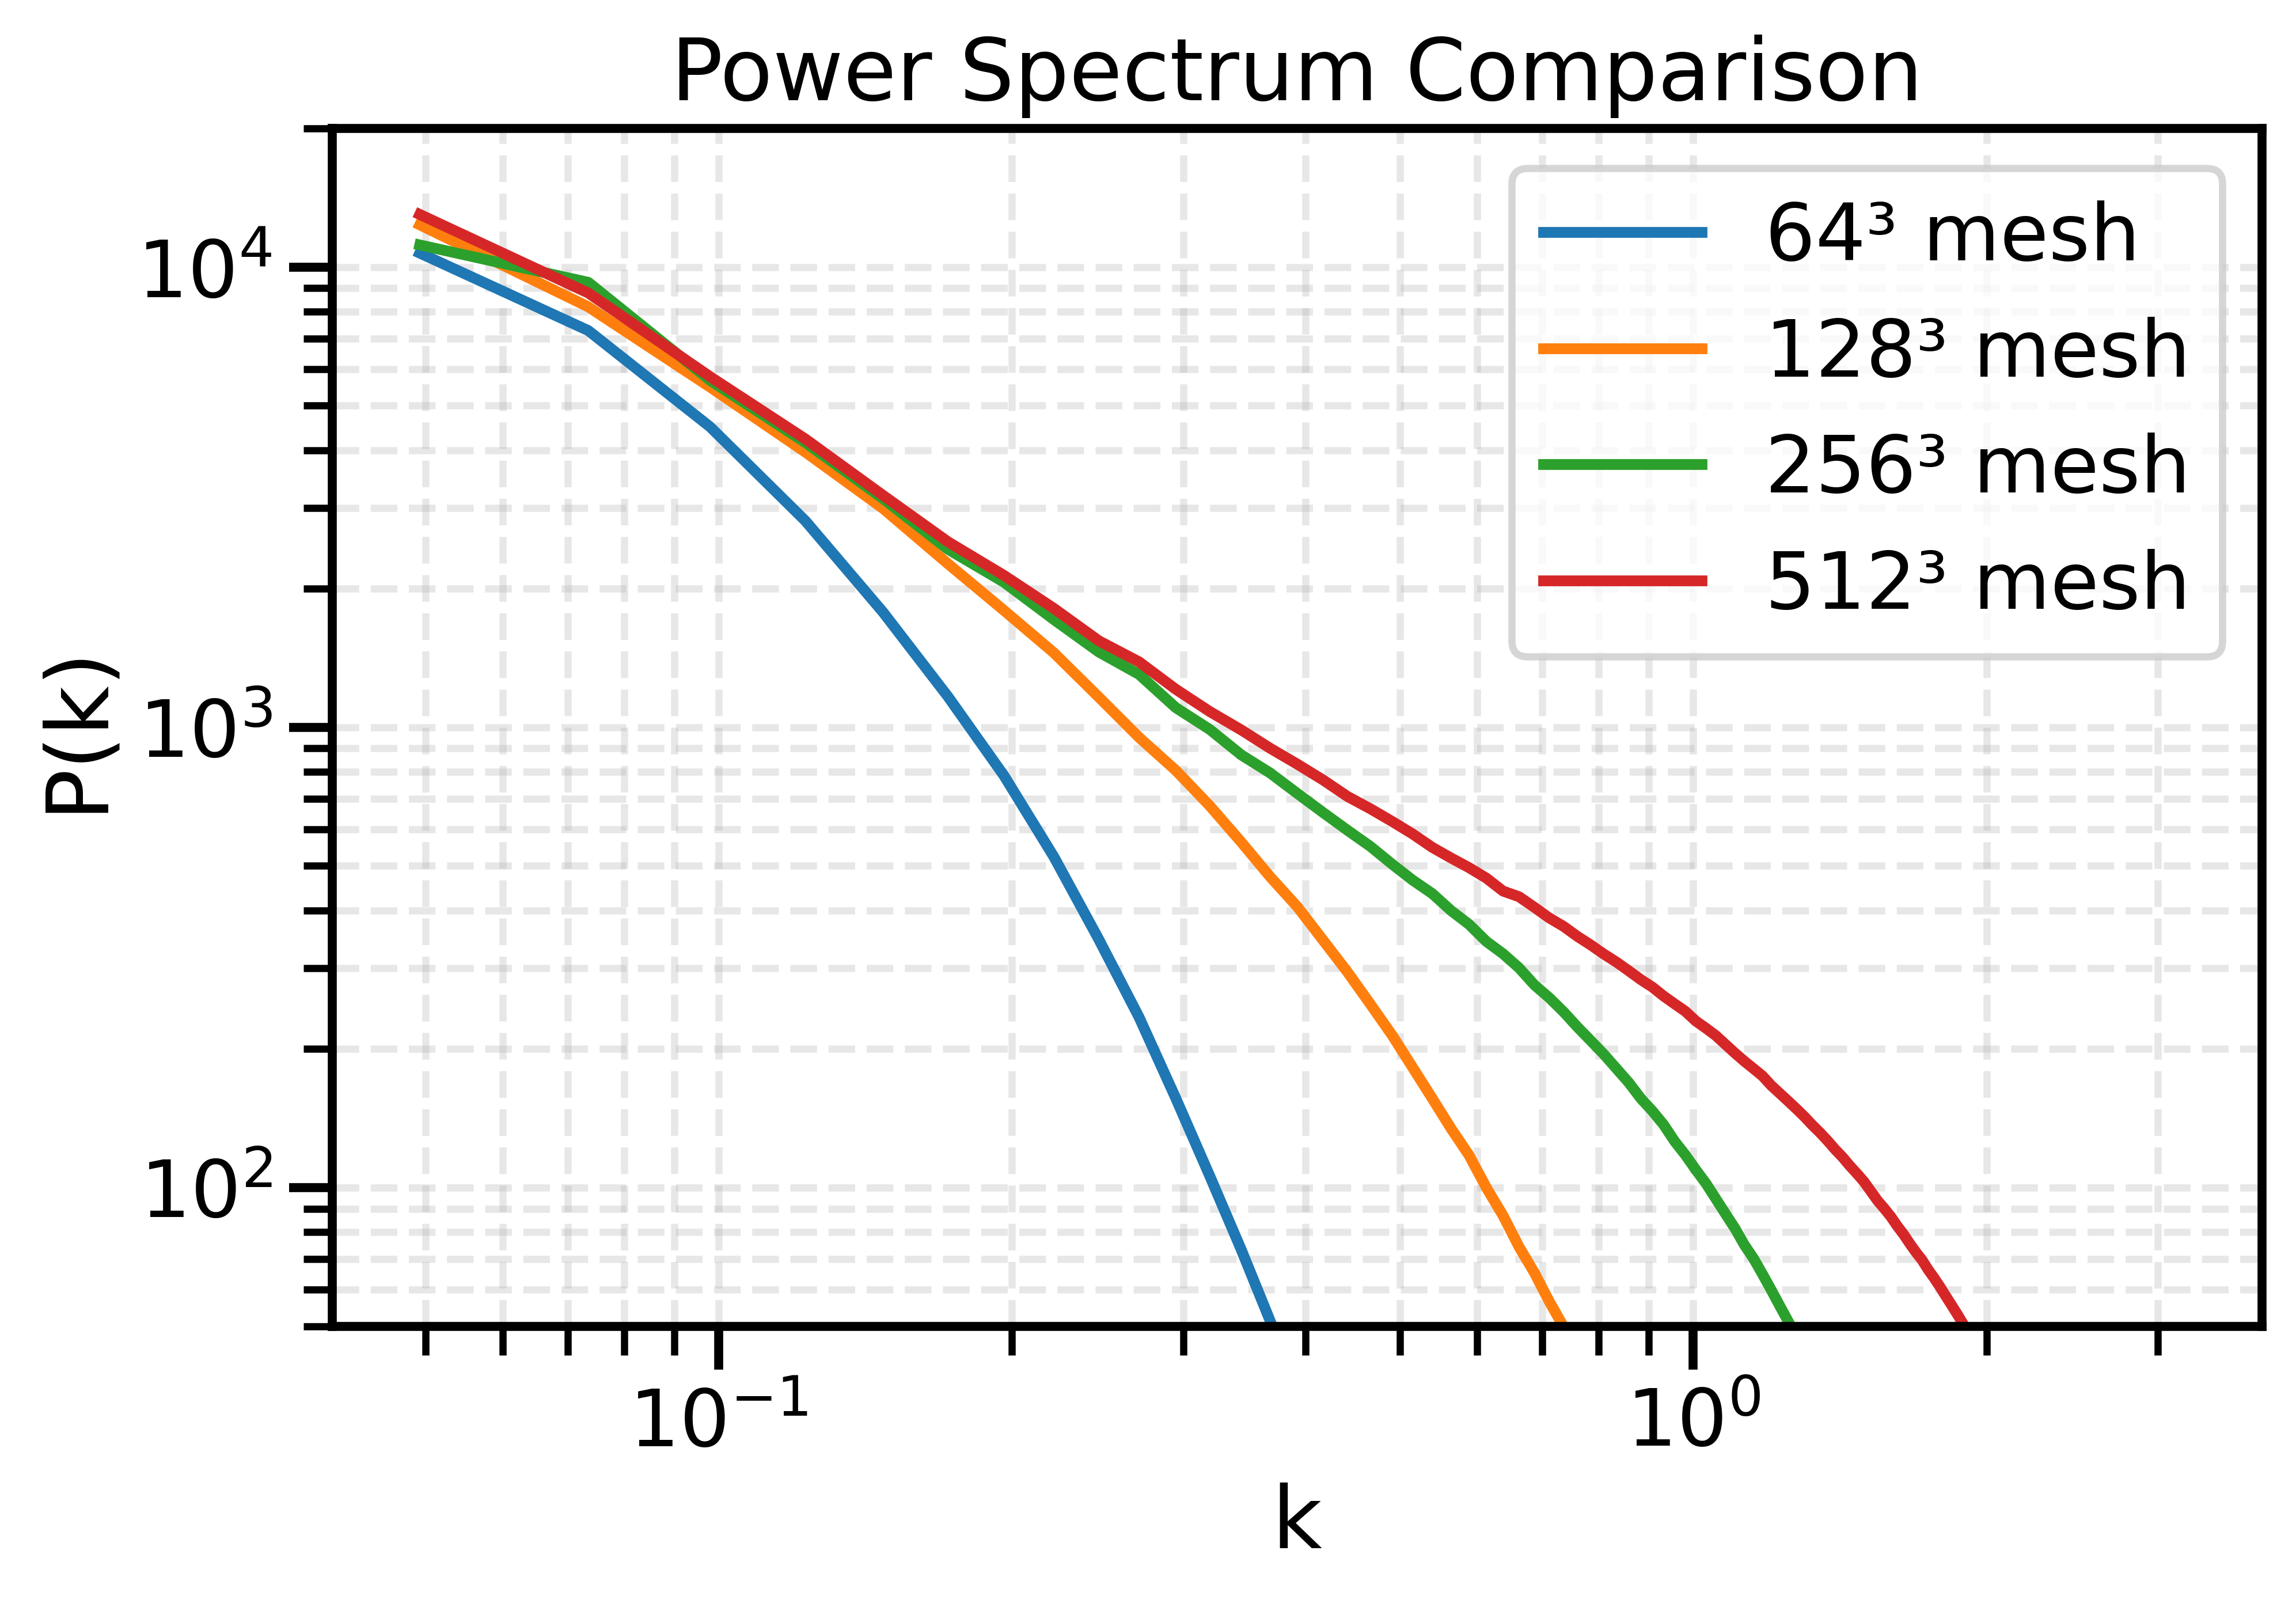 Power Spectrum Comparison
64³ mesh
128³ mesh
256³ mesh
512³ mesh
P(k)
10⁴
10³
10²
10⁻¹
10⁰
k